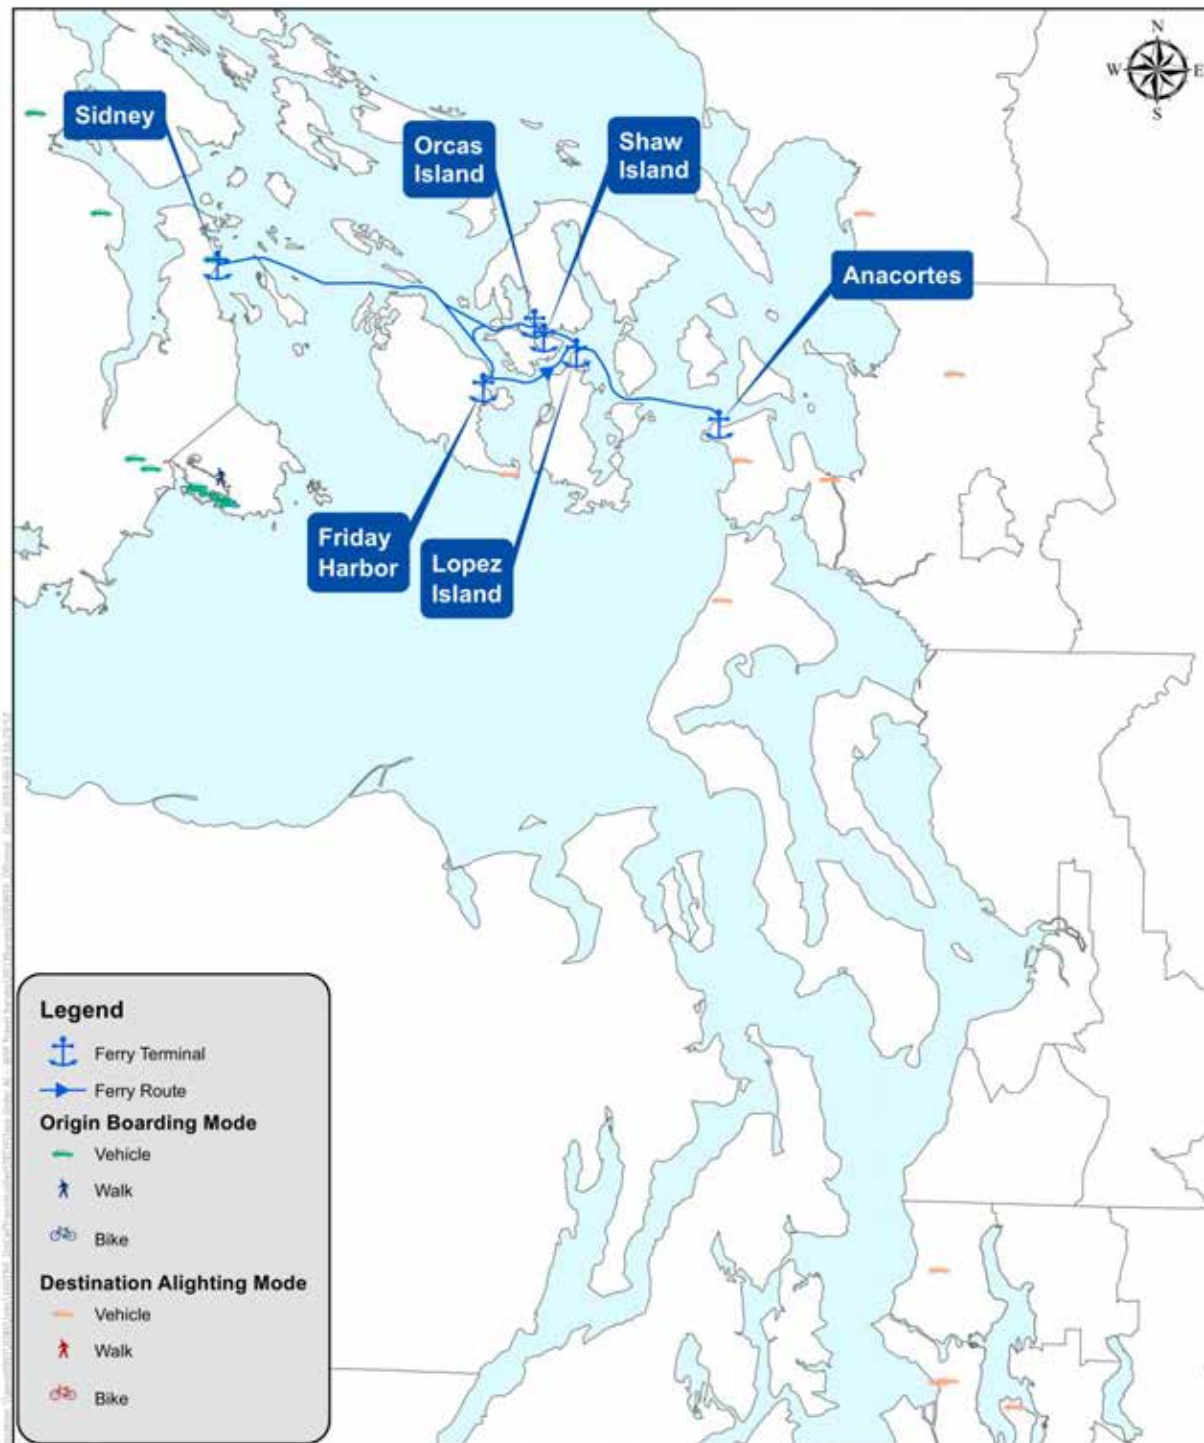 N
W E
S
Sidney
Orcas
Island
Shaw
Island
Anacortes
Friday
Harbor
Lopez
Island
Legend
Ferry Terminal
Ferry Route
Origin Boarding Mode
Vehicle
Walk
Bike
Destination Alighting Mode
Vehicle
Walk
Bike